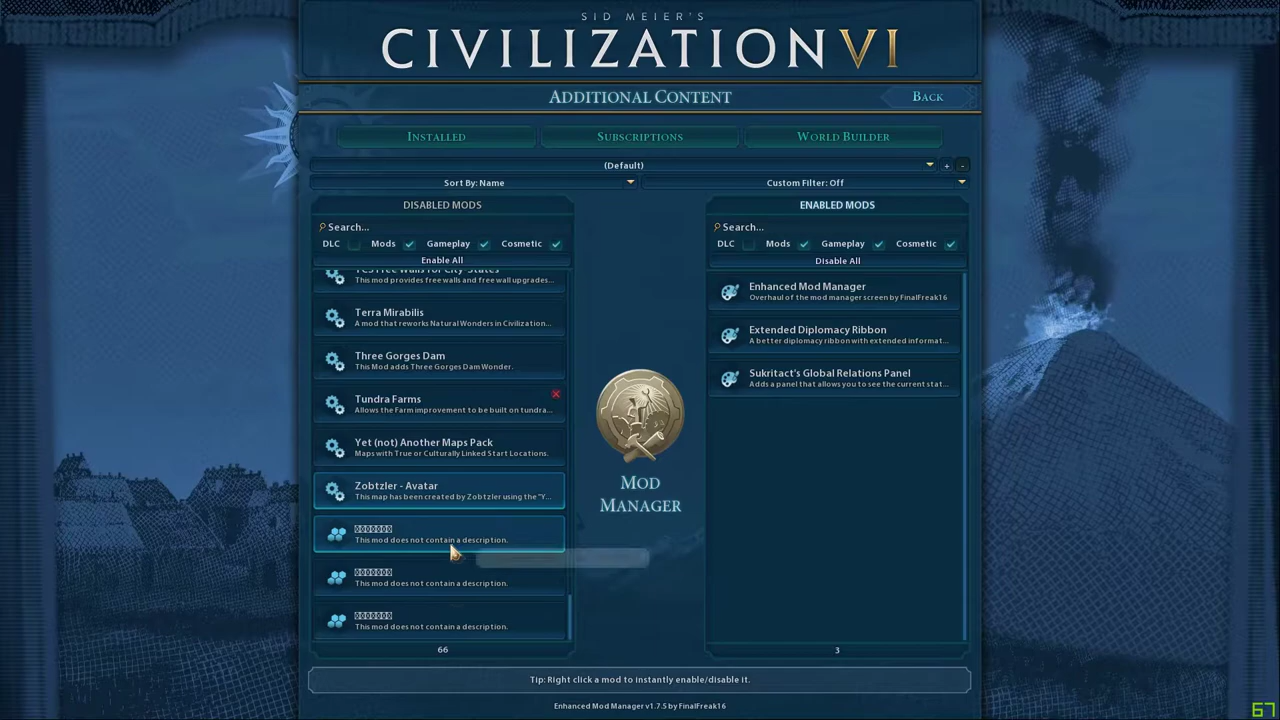 SID MEIER'S
CIVILIZATION VI
ADDITIONAL CONTENT
BACK
INSTALLED
SUBSCRIPTIONS
WORLD BUILDER
(Default)
+
-
Sort By: Name
Custom Filter: Off
DISABLED MODS
Search...
DLC Mods Gameplay Cosmetic
Enable All
TCS Free Walls for City-States
This mod provides free walls and free wall upgrades...
Terra Mirabilis
A mod that reworks Natural Wonders in Civilization...
Three Gorges Dam
This Mod adds Three Gorges Dam Wonder.
Tundra Farms
Allows the Farm improvement to be built on tundra...
Yet (not) Another Maps Pack
Maps with True or Culturally Linked Start Locations.
Zobtzler - Avatar
This map has been created by Zobtzler using the "Y...
This mod does not contain a description.
This mod does not contain a description.
This mod does not contain a description.
66
MOD
MANAGER
ENABLED MODS
Search...
DLC Mods Gameplay Cosmetic
Disable All
Enhanced Mod Manager
Overhaul of the mod manager screen by FinalFreak16
Extended Diplomacy Ribbon
A better diplomacy ribbon with extended informat...
Sukritact's Global Relations Panel
Adds a panel that allows you to see the current stat...
3
Tip: Right click a mod to instantly enable/disable it.
Enhanced Mod Manager v1.7.5 by FinalFreak16
67